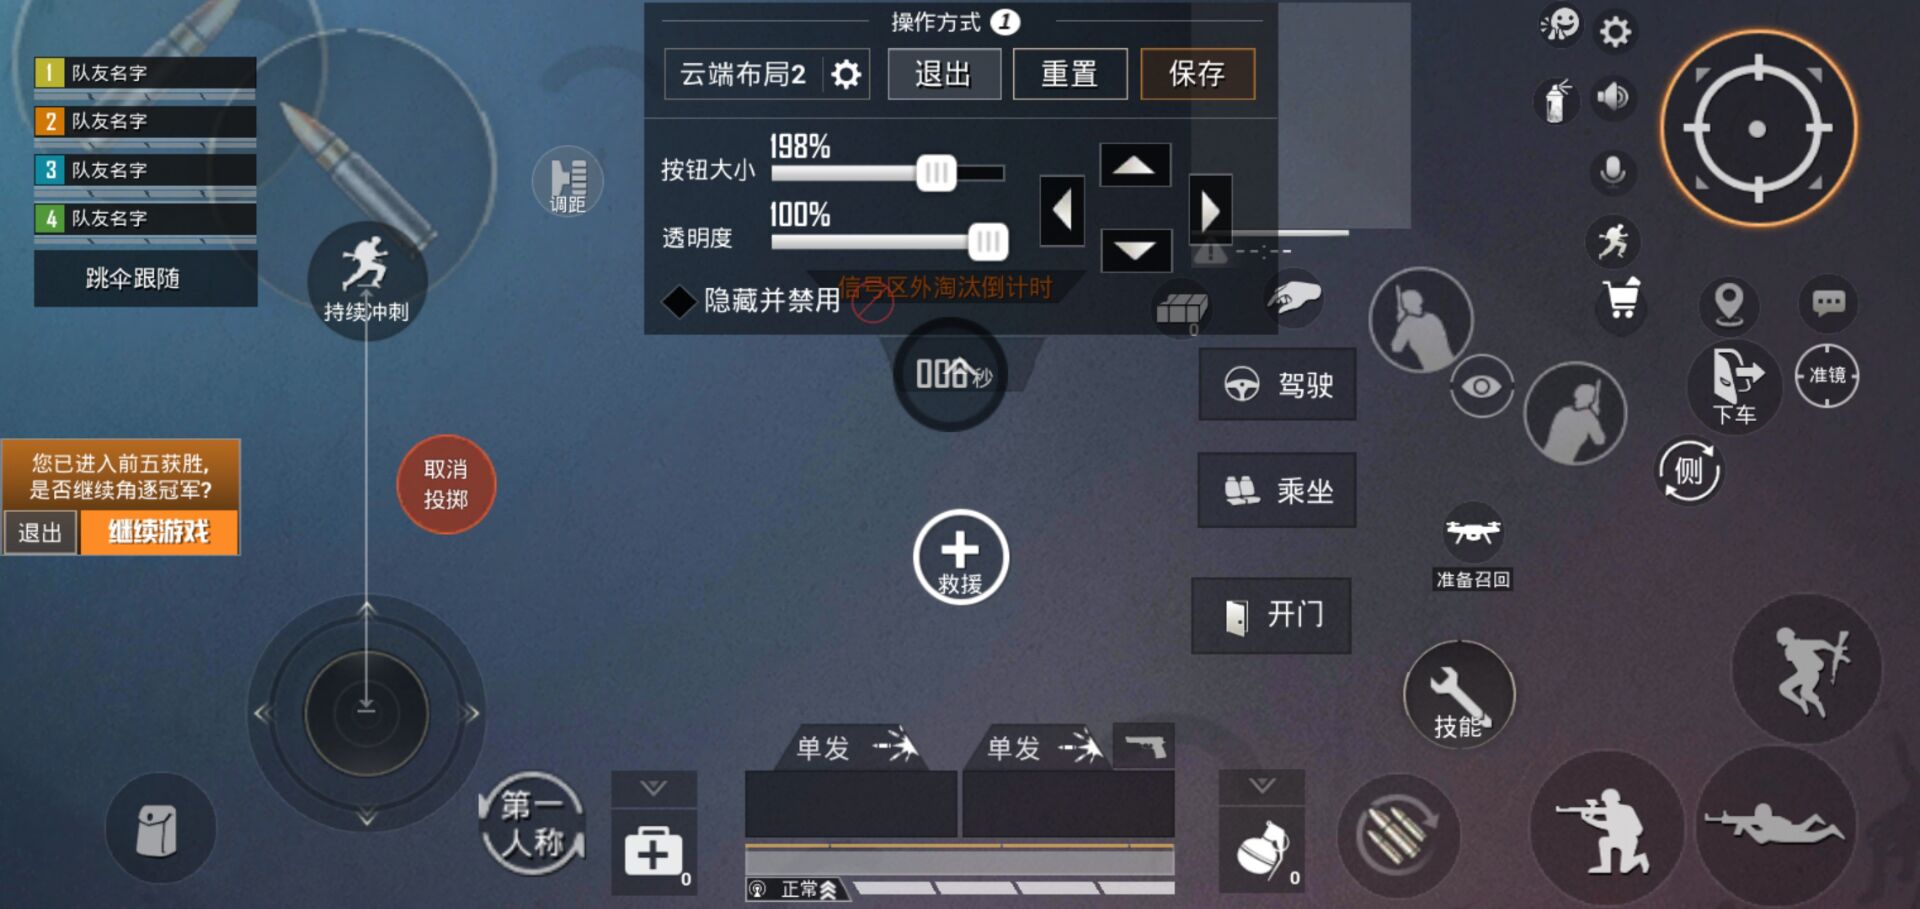 1 队友名字
2 队友名字
3 队友名字
4 队友名字
跳伞跟随
您已进入前五获胜,
是否继续角逐冠军?
退出
继续游戏
持续冲刺
取消
投掷
调距
第一
人称
0
操作方式 1
云端布局2
退出
重置
保存
按钮大小
198%
透明度
100%
隐藏并禁用
信号区外淘汰倒计时
000秒
救援
单发
单发
正常
0
0
驾驶
乘坐
开门
技能
准备召回
侧
下车
准镜